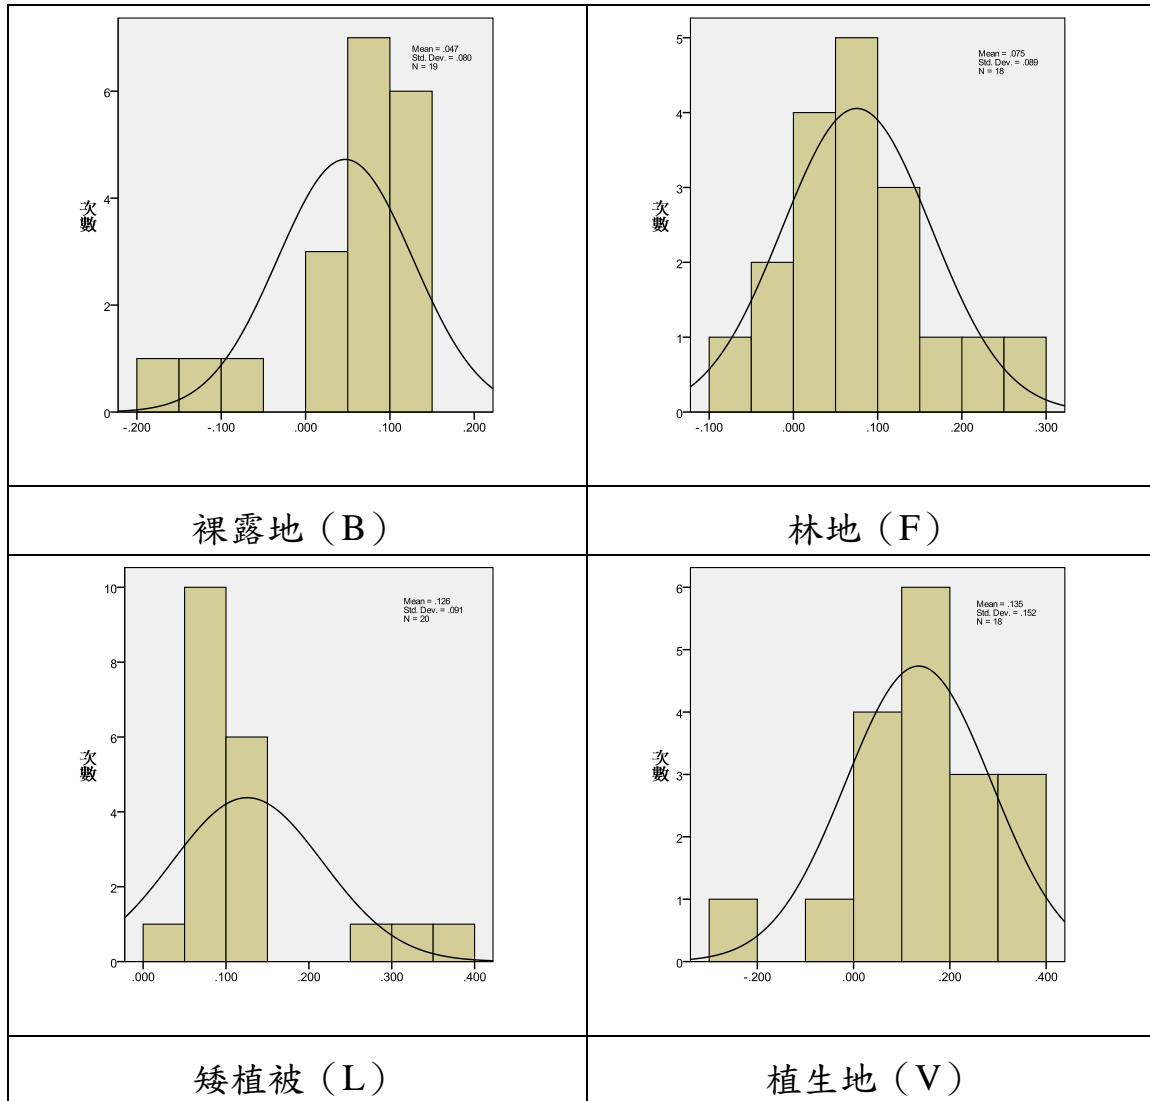 Mean = .047
Std. Dev. = .080
N = 19
6
4
2
0
次數
-.200 -.100 .000 .100 .200
Mean = .075
Std. Dev. = .089
N = 18
5
4
3
2
1
0
次數
-.100 .000 .100 .200 .300
裸露地（B） 林地（F）
Mean = .126
Std. Dev. = .091
N = 20
10
8
6
4
2
0
次數
.000 .100 .200 .300 .400
Mean = .135
Std. Dev. = .152
N = 18
6
5
4
3
2
1
0
次數
-.200 .000 .200 .400
矮植被（L） 植生地（V）